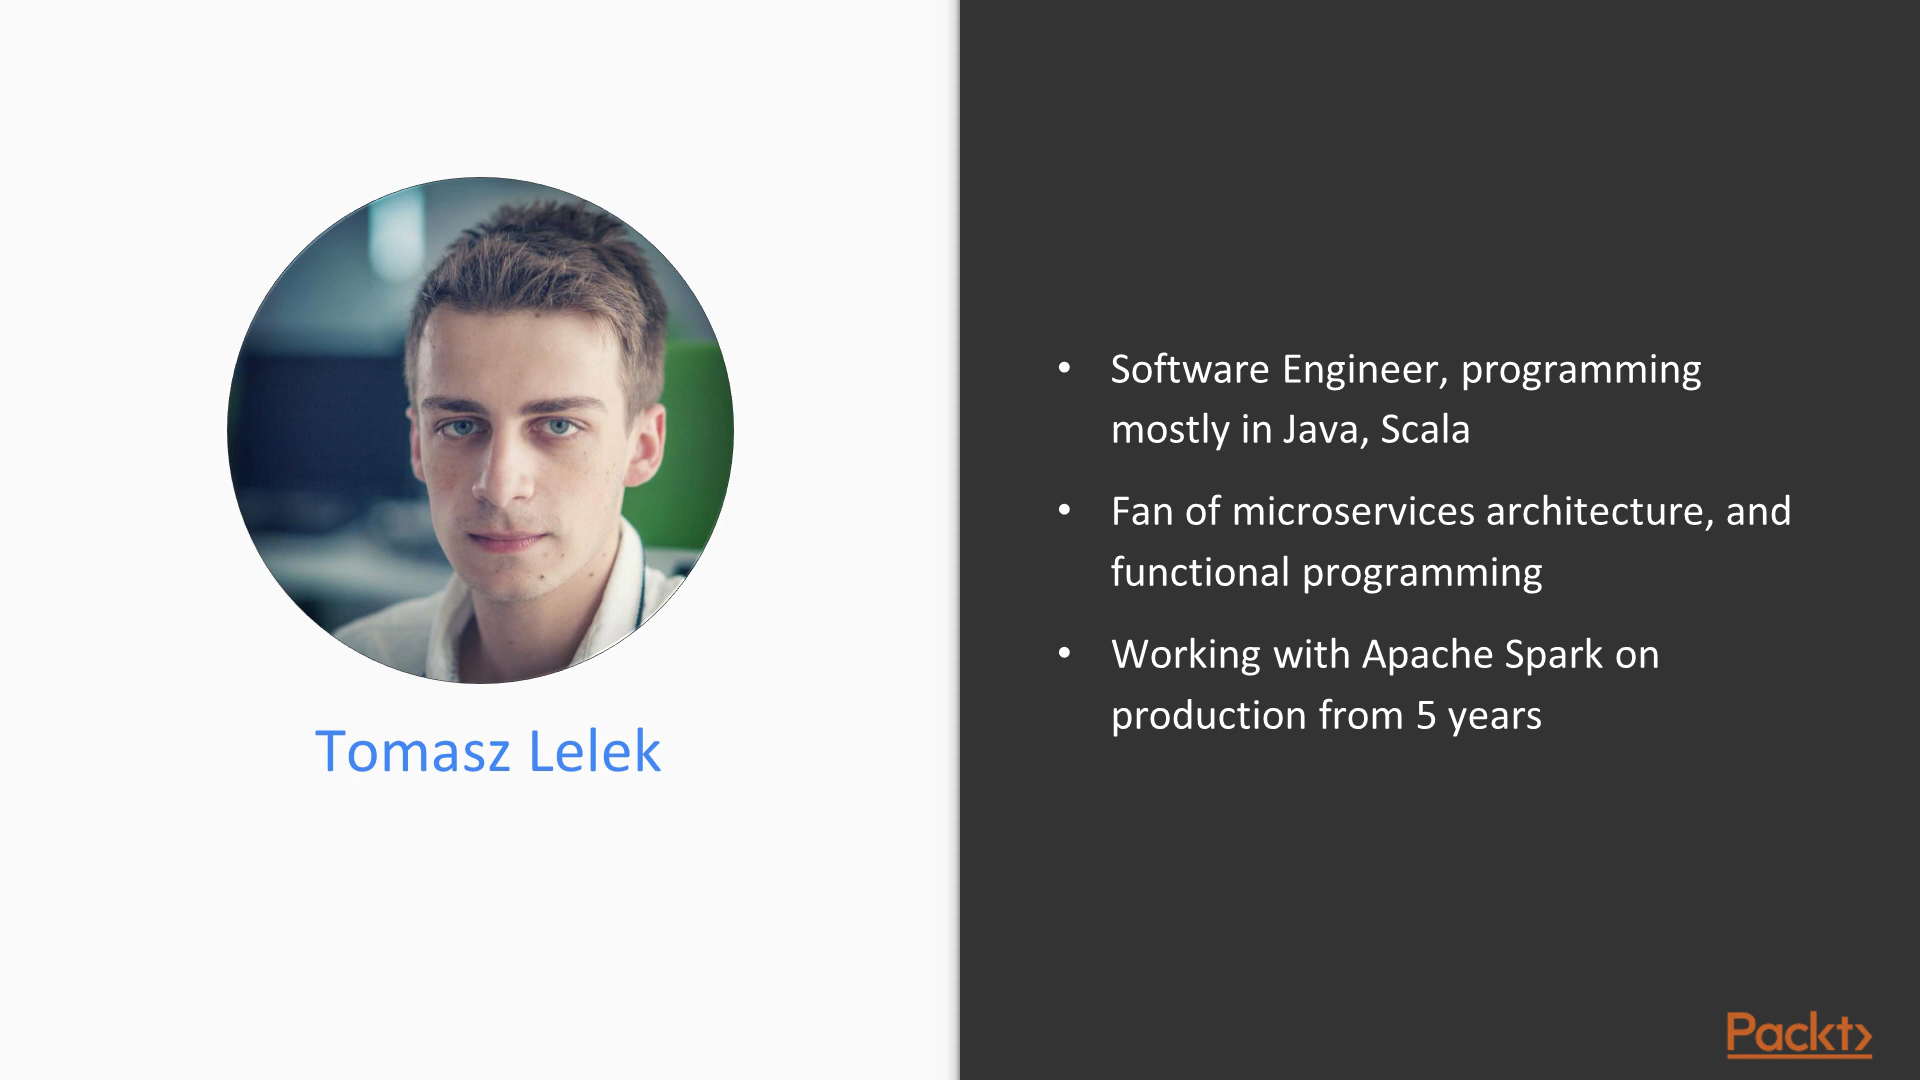 Tomasz Lelek
• Software Engineer, programming
mostly in Java, Scala
• Fan of microservices architecture, and
functional programming
• Working with Apache Spark on
production from 5 years
Packt>